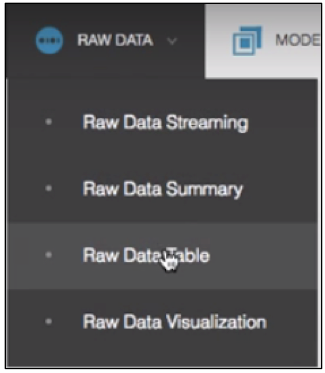 RAW DATA MODE
Raw Data Streaming
Raw Data Summary
Raw Data Table
Raw Data Visualization